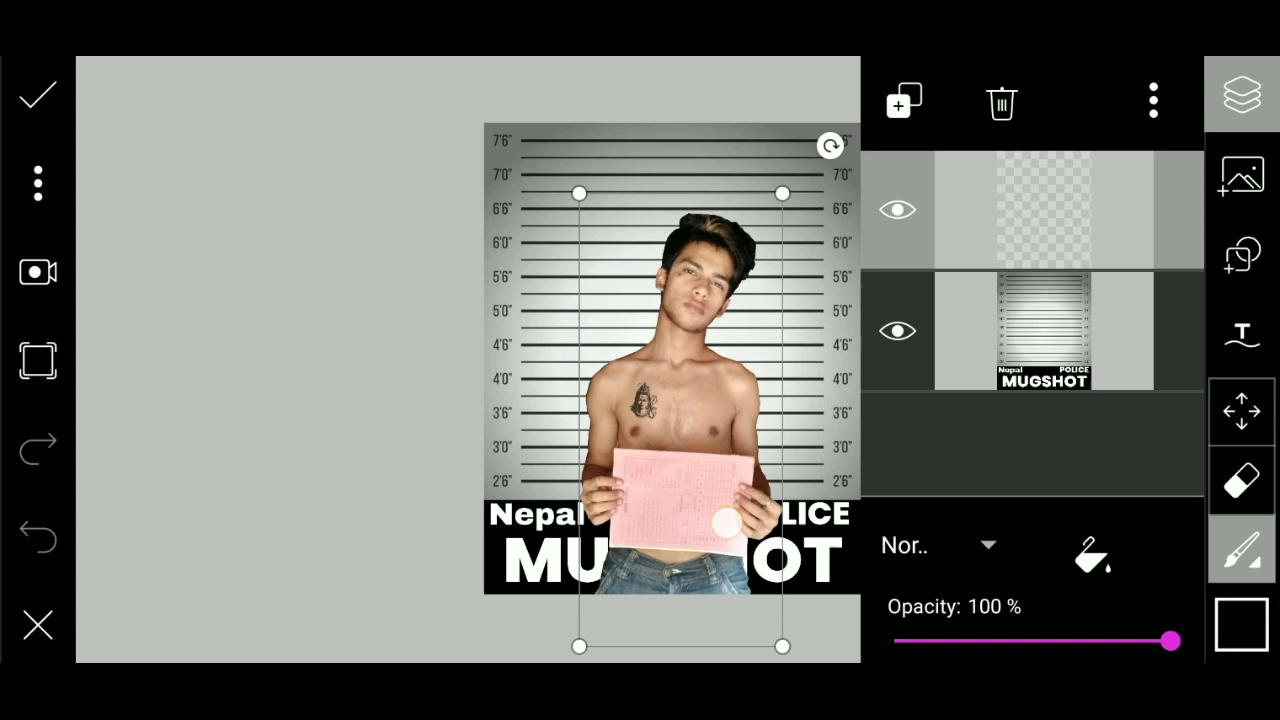 7'6" 6"
7'0" 7'0"
6'6" 6'6"
6'0" 6'0"
5'6" 5'6"
5'0" 5'0"
4'6" 4'6"
4'0" 4'0"
3'6" 3'6"
3'0" 3'0"
2'6" 2'6"
Nepal LICE
MU SHOT
Nepal POLICE
MUGSHOT
T
Nor..
Opacity: 100 %